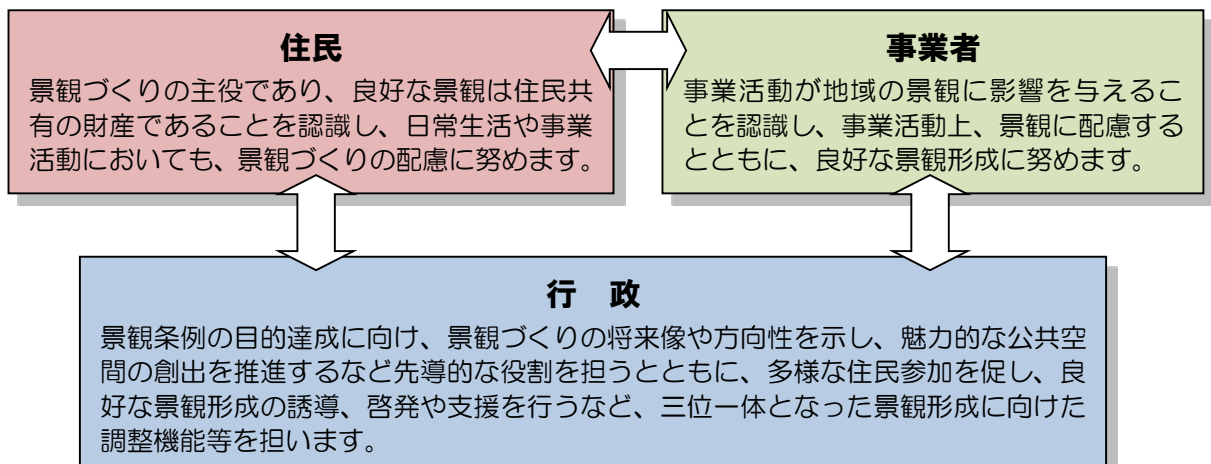 住民
景観づくりの主役であり、良好な景観は住民共
有の財産であることを認識し、日常生活や事業
活動においても、景観づくりの配慮に努めます。
事業者
事業活動が地域の景観に影響を与えるこ
とを認識し、事業活動上、景観に配慮する
とともに、良好な景観形成に努めます。
行　政
景観条例の目的達成に向け、景観づくりの将来像や方向性を示し、魅力的な公共空
間の創出を推進するなど先導的な役割を担うとともに、多様な住民参加を促し、良
好な景観形成の誘導、啓発や支援を行うなど、三位一体となった景観形成に向けた
調整機能等を担います。